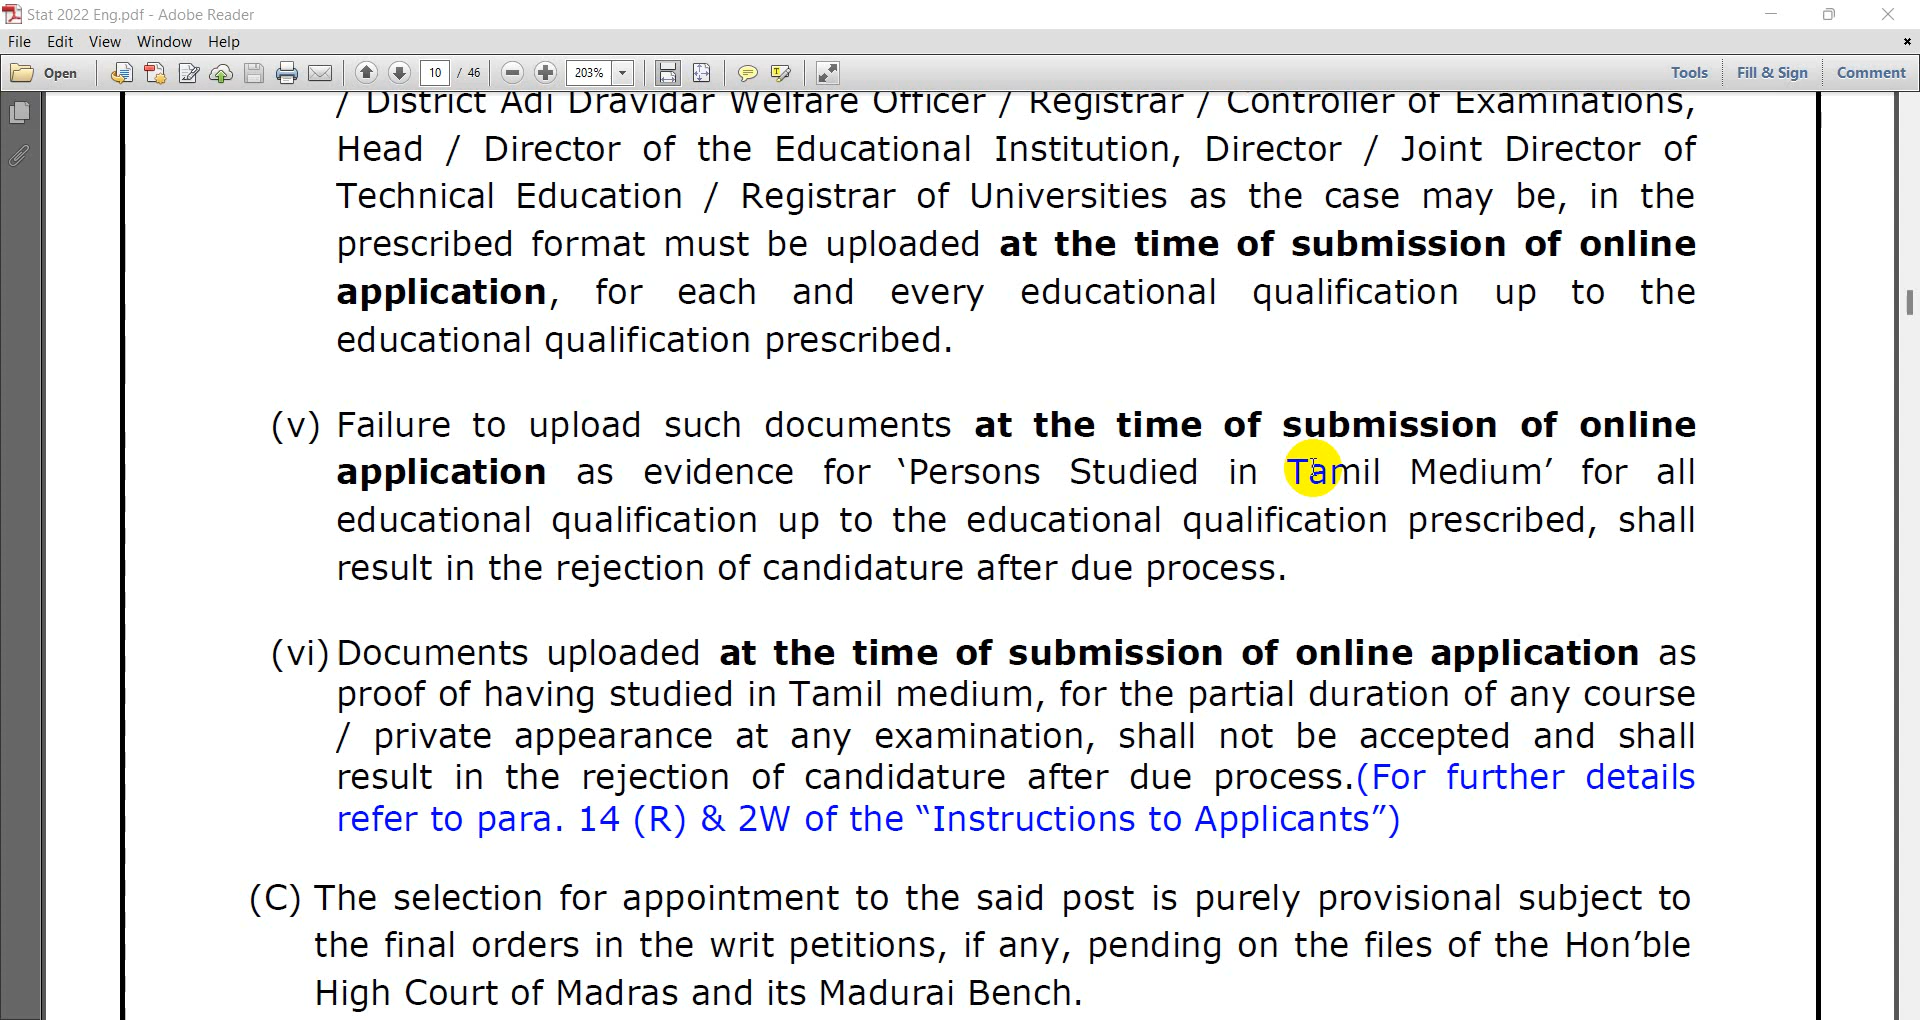 Stat 2022 Eng.pdf - Adobe Reader
File Edit View Window Help
Open 10 / 46 203% Tools Fill & Sign Comment
/ District Adi Dravidar Welfare Officer / Registrar / Controller of Examinations,
Head / Director of the Educational Institution, Director / Joint Director of
Technical Education / Registrar of Universities as the case may be, in the
prescribed format must be uploaded at the time of submission of online
application, for each and every educational qualification up to the
educational qualification prescribed.
(v) Failure to upload such documents at the time of submission of online
application as evidence for ‘Persons Studied in Tamil Medium’ for all
educational qualification up to the educational qualification prescribed, shall
result in the rejection of candidature after due process.
(vi) Documents uploaded at the time of submission of online application as
proof of having studied in Tamil medium, for the partial duration of any course
/ private appearance at any examination, shall not be accepted and shall
result in the rejection of candidature after due process.(For further details
refer to para. 14 (R) & 2W of the “Instructions to Applicants”)
(C) The selection for appointment to the said post is purely provisional subject to
the final orders in the writ petitions, if any, pending on the files of the Hon’ble
High Court of Madras and its Madurai Bench.